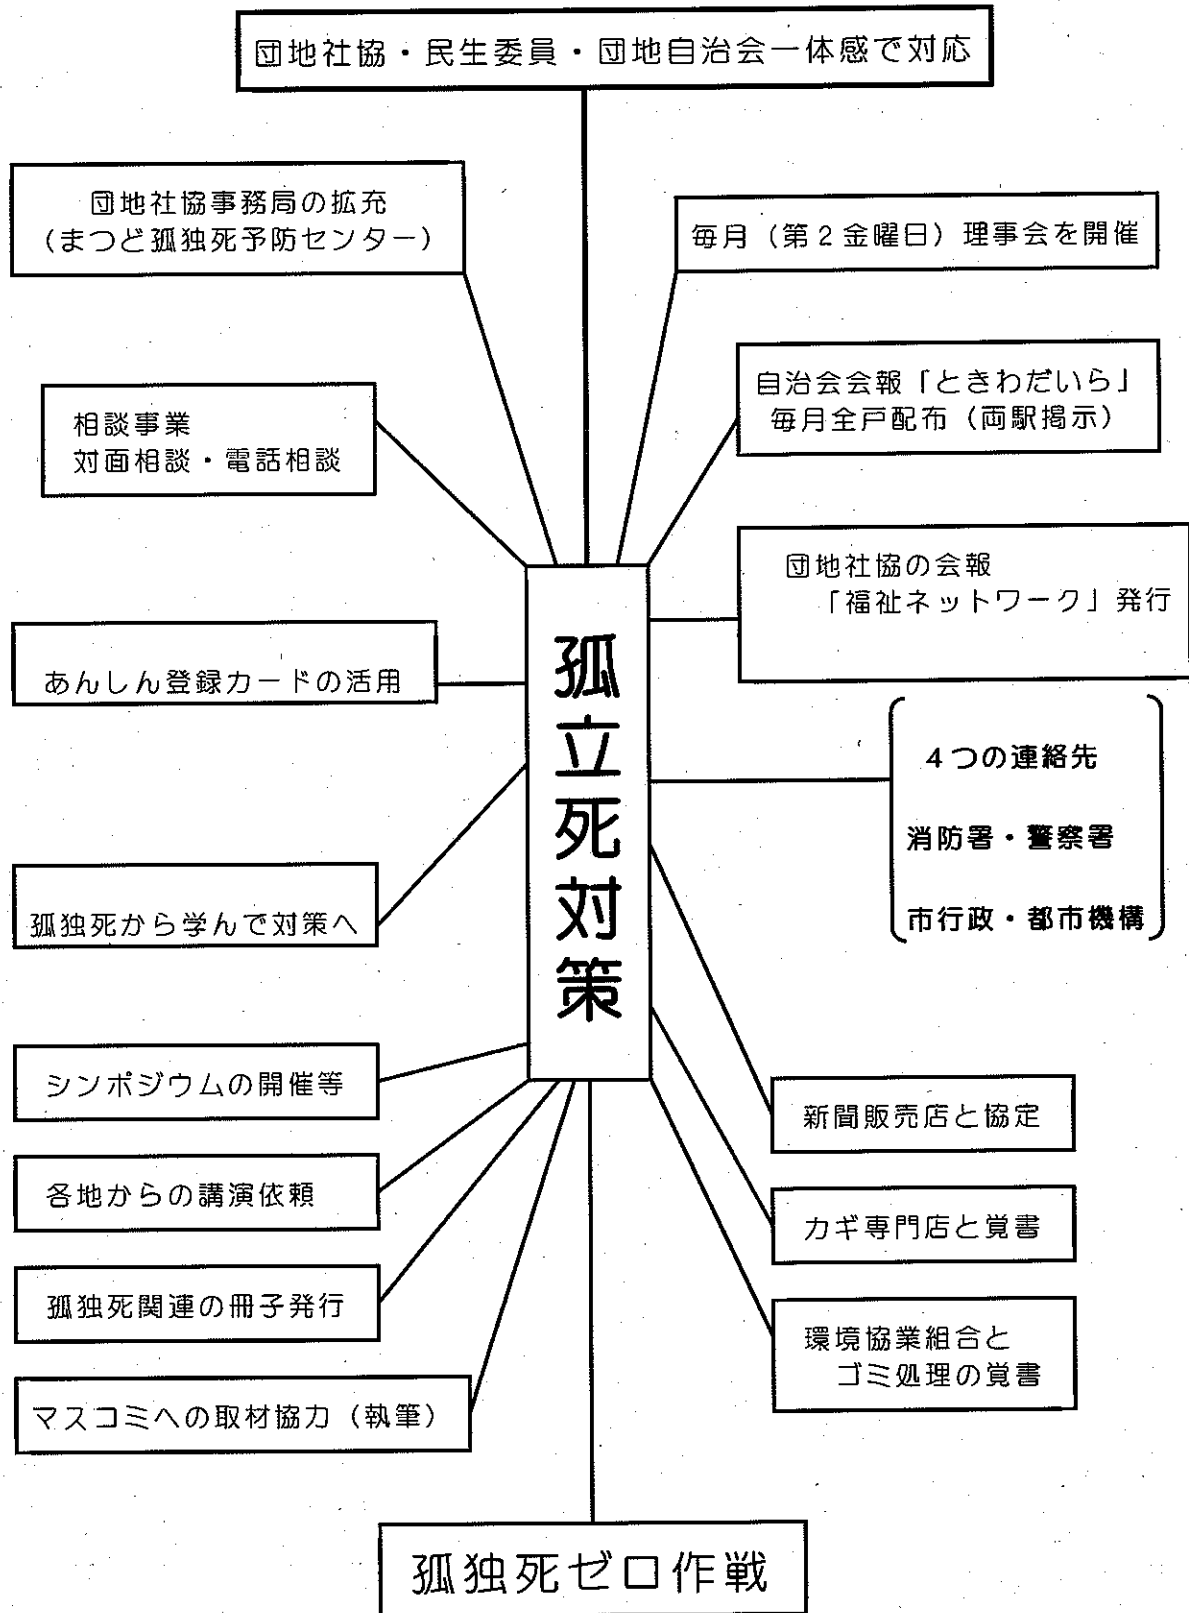 団地社協・民生委員・団地自治会一体感で対応
団地社協事務局の拡充
(まつど孤独死予防センター)
毎月(第2金曜日)理事会を開催
相談事業
対面相談・電話相談
自治会会報「ときわだいら」
毎月全戸配布(両駅掲示)
団地社協の会報
「福祉ネットワーク」発行
あんしん登録カードの活用
孤立死対策
4つの連絡先
消防署・警察署
市行政・都市機構
孤独死から学んで対策へ
シンポジウムの開催等
各地からの講演依頼
孤独死関連の冊子発行
マスコミへの取材協力(執筆)
新聞販売店と協定
カギ専門店と覚書
環境協業組合と
ゴミ処理の覚書
孤独死ゼロ作戦